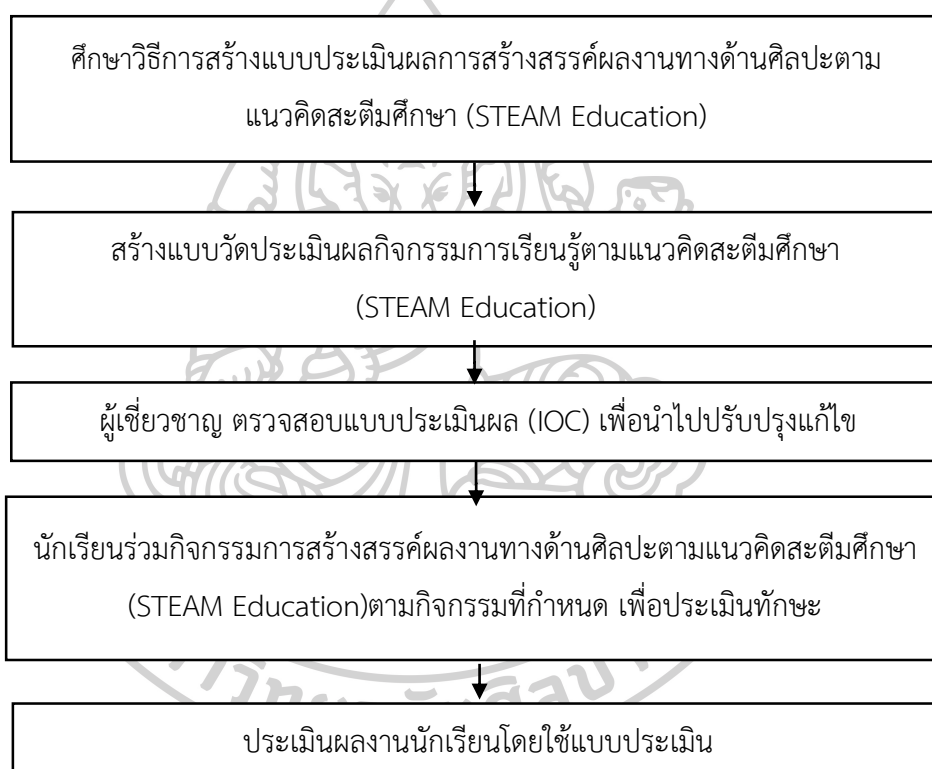 ศึกษาวิธีการสร้างแบบประเมินผลการสร้างสรรค์ผลงานทางด้านศิลปะตาม
แนวคิดสะตีมศึกษา (STEAM Education)
สร้างแบบวัดประเมินผลกิจกรรมการเรียนรู้ตามแนวคิดสะตีมศึกษา
(STEAM Education)
ผู้เชี่ยวชาญ ตรวจสอบแบบประเมินผล (IOC) เพื่อนำไปปรับปรุงแก้ไข
นักเรียนร่วมกิจกรรมการสร้างสรรค์ผลงานทางด้านศิลปะตามแนวคิดสะตีมศึกษา
(STEAM Education)ตามกิจกรรมที่กำหนด เพื่อประเมินทักษะ
ประเมินผลงานนักเรียนโดยใช้แบบประเมิน